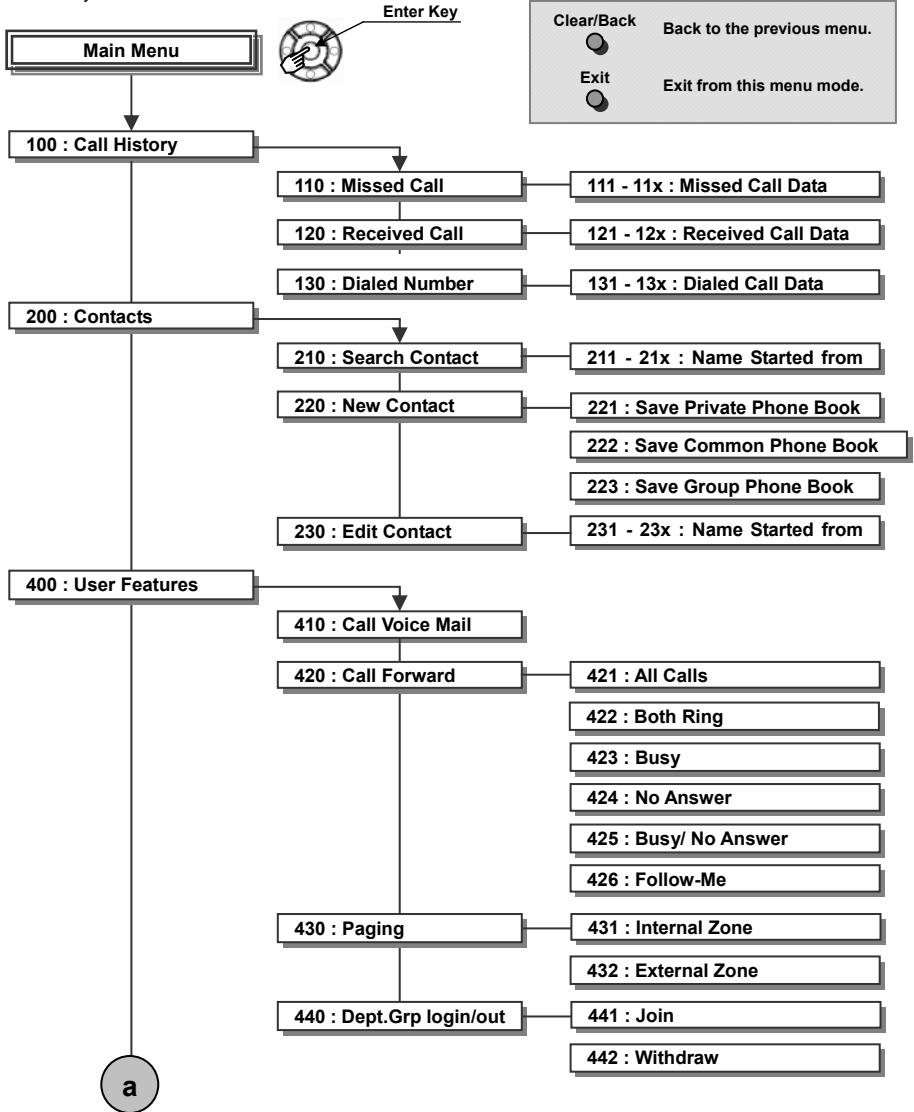 Enter Key
Clear/Back
Back to the previous menu.
Main Menu
Exit
Exit from this menu mode.
100 : Call History
110 : Missed Call
111 - 11x : Missed Call Data
120 : Received Call
121 - 12x : Received Call Data
130 : Dialed Number
131 - 13x : Dialed Call Data
200 : Contacts
210 : Search Contact
211 - 21x : Name Started from
220 : New Contact
221 : Save Private Phone Book
222 : Save Common Phone Book
223 : Save Group Phone Book
230 : Edit Contact
231 - 23x : Name Started from
400 : User Features
410 : Call Voice Mail
420 : Call Forward
421 : All Calls
422 : Both Ring
423 : Busy
424 : No Answer
425 : Busy/ No Answer
426 : Follow-Me
430 : Paging
431 : Internal Zone
432 : External Zone
440 : Dept.Grp login/out
441 : Join
442 : Withdraw
a